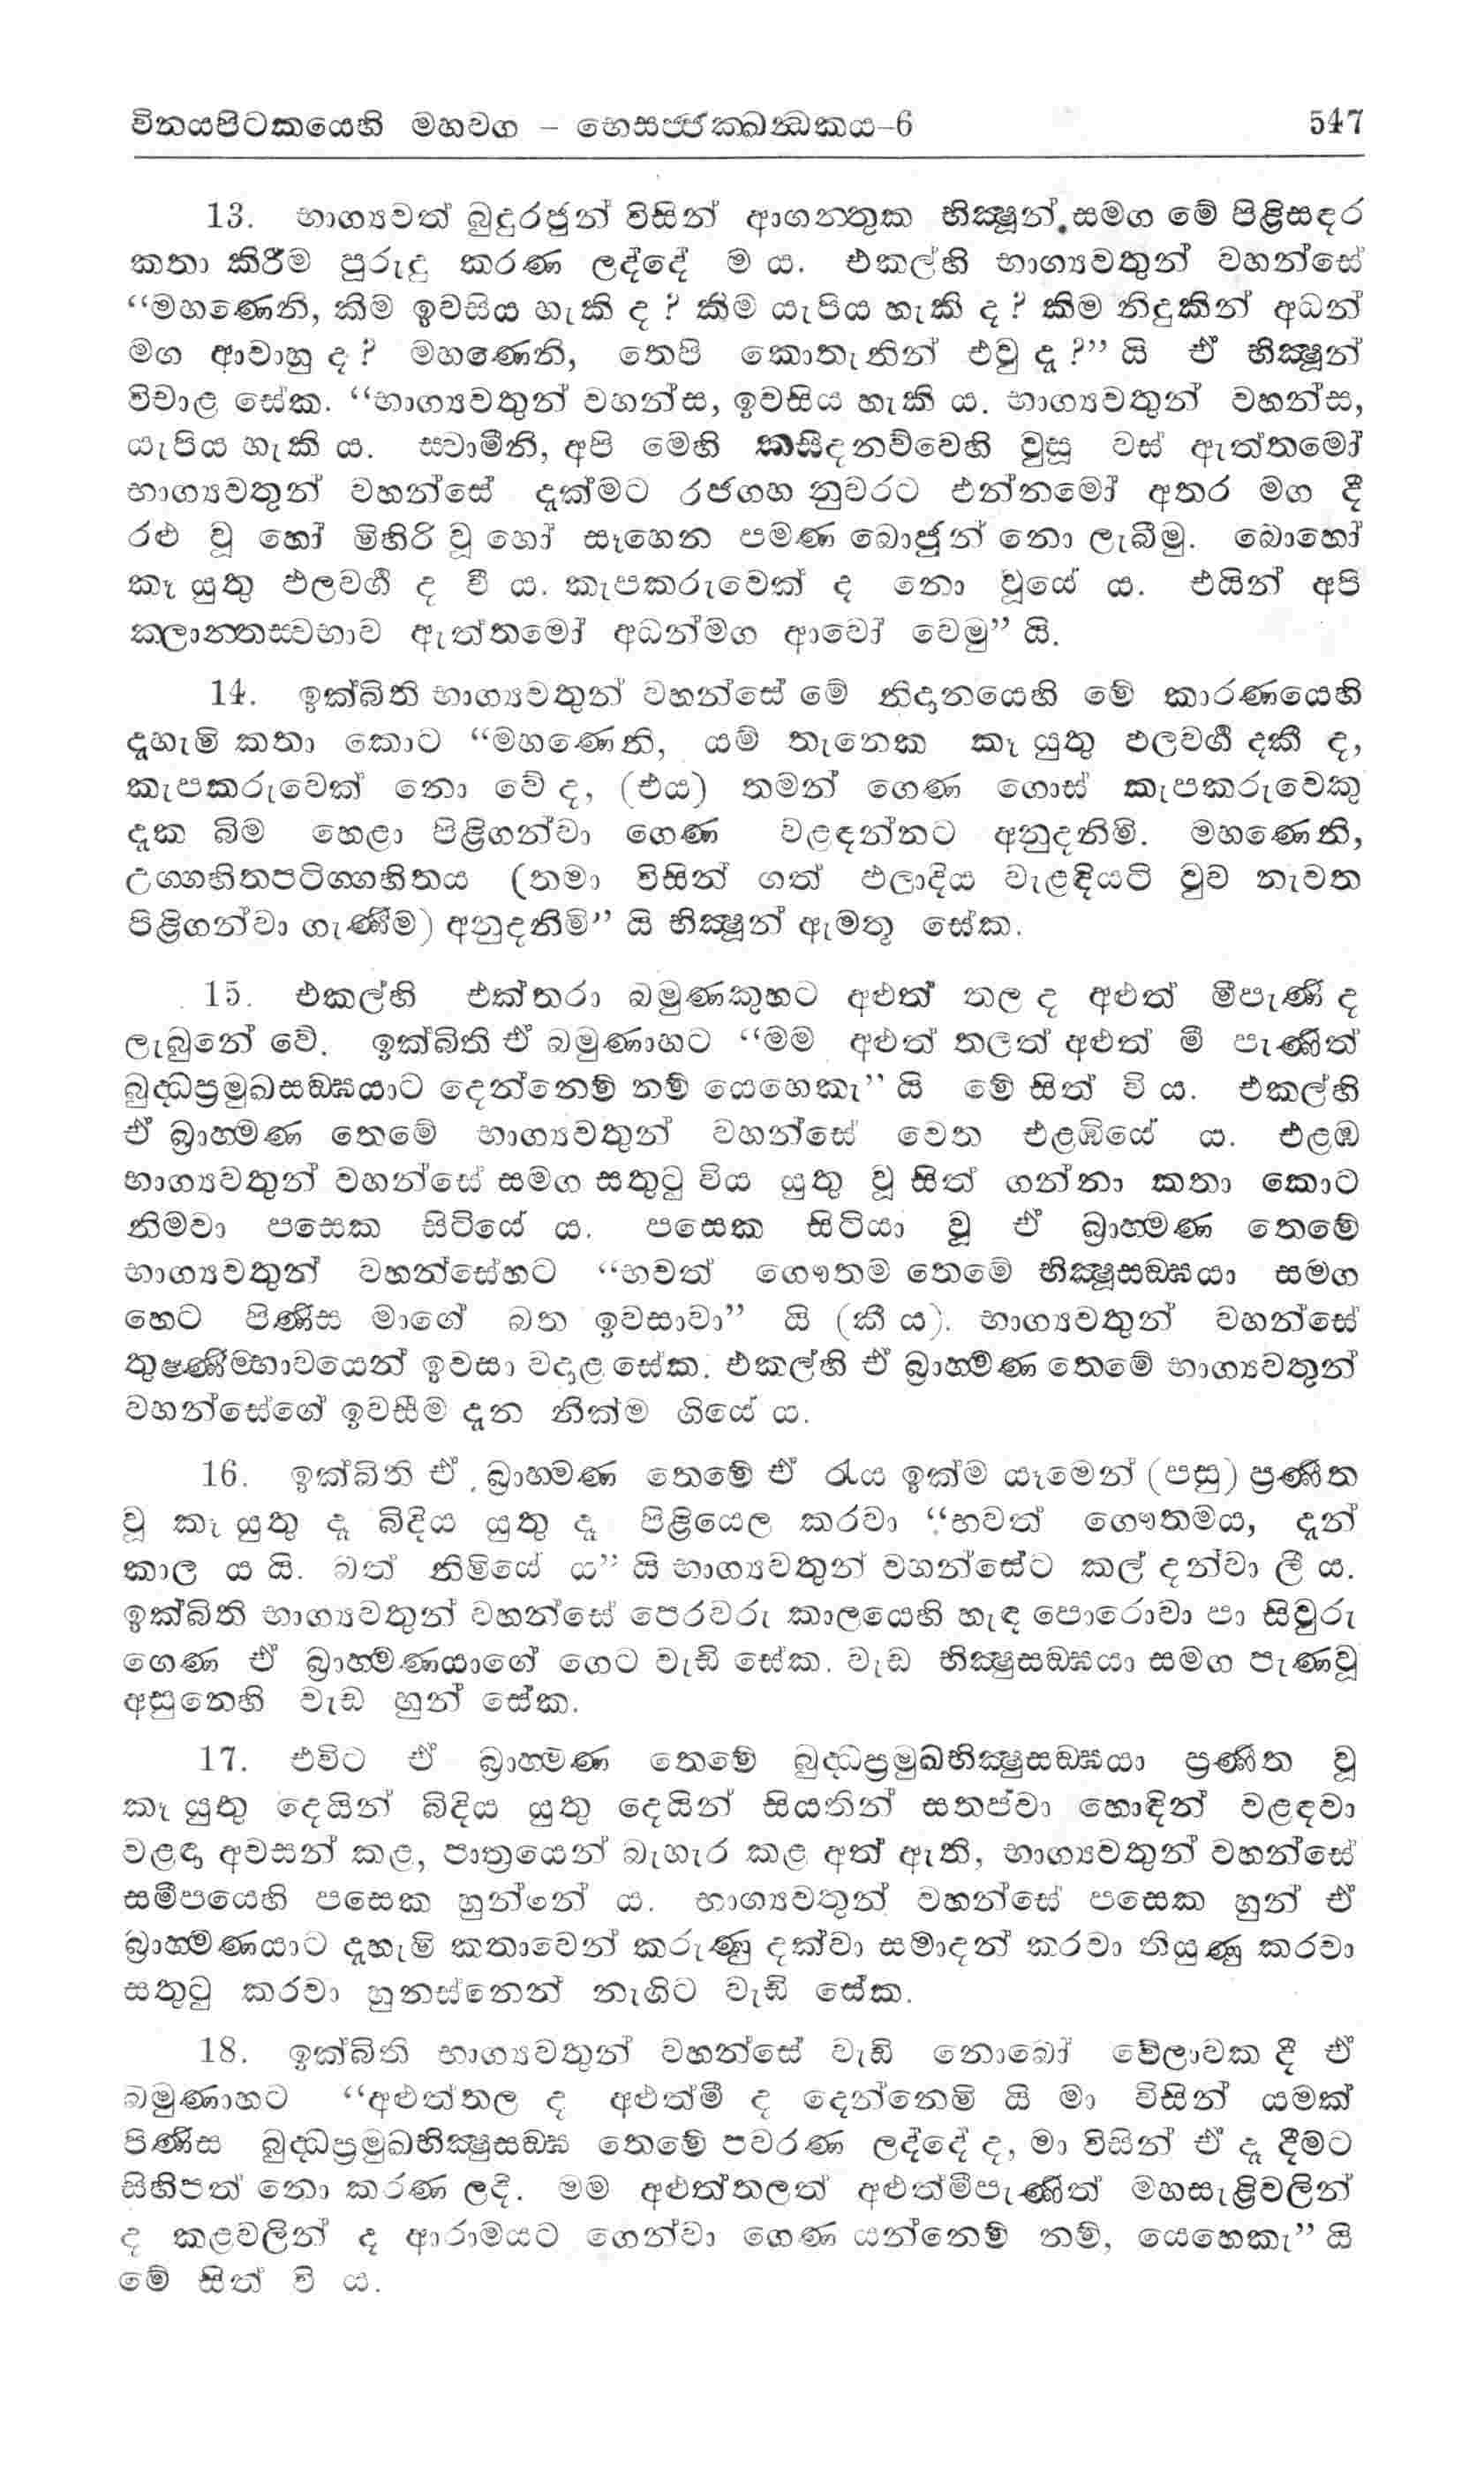 විනයපිටකයෙහි මහවග – භෙසජ්ජක්ඛන්ධකය–6 547
13. භාග්‍යවත් බුදුරජුන් විසින් ආගන්තුක භික්‍ෂූන් සමග මේ පිළිසඳර
කතා කිරීම පුරුදු කරණ ලද්දේ ම ය. එකල්හි භාග්‍යවතුන් වහන්සේ
“මහණෙනි, කිම ඉවසිය හැකි ද? කිම යැපිය හැකි ද? කිම නිදුකින් අධන්
මග ආවාහු ද? මහණෙනි, තෙපි කොතැනින් එවු දැ?” යි ඒ භික්‍ෂූන්
විචාළ සේක. “භාග්‍යවතුන් වහන්ස, ඉවසිය හැකි ය. භාග්‍යවතුන් වහන්ස,
යැපිය හැකි ය. ස්වාමීනි, අපි මෙහි කසීදනව්වෙහි වුසූ වස් ඇත්තමෝ
භාග්‍යවතුන් වහන්සේ දැක්මට රජගහ නුවරට එන්නමෝ අතර මග දී
රළු වූ හෝ මිහිරි වූ හෝ සෑහෙන පමණ බොජුන් නො ලැබීමු. බොහෝ
කෑ යුතු ඵලවර්‍ග ද වී ය. කැපකරුවෙක් ද නො වූයේ ය. එයින් අපි
ක්ලාන්තස්වභාව ඇත්තමෝ අධන්මග ආවෝ වෙමු” යි.
14. ඉක්බිති භාග්‍යවතුන් වහන්සේ මේ නිදානයෙහි මේ කාරණයෙහි
දැහැමි කතා කොට “මහණෙනි, යම් තැනෙක කෑ යුතු ඵලවර්‍ග දකී ද,
කැපකරුවෙක් නො වේ ද, (එය) තමන් ගෙණ ගොස් කැපකරුවෙකු
දැක බිම හෙළා පිළිගන්වා ගෙණ වළඳන්නට අනුදනිමි. මහණෙනි,
උග්ගහිතපටිග්ගහිතය (තමා විසින් ගත් ඵලාදිය වැළඳියටි වුව නැවත
පිළිගන්වා ගැණීම) අනුදනිමි” යි භික්‍ෂූන් ඇමතූ සේක.
15. එකල්හි එක්තරා බමුණකුහට අළුත් තල ද අළුත් මීපැණි ද
ලැබුනේ වේ. ඉක්බිති ඒ බමුණාහට “මම අළුත් තලත් අළුත් මී පැණිත්
බුද්ධප්‍රමුඛසඞ්ඝයාට දෙන්නෙම් නම් යෙහෙකැ” යි මේ සිත් වි ය. එකල්හි
ඒ බ්‍රාහ්මණ තෙමේ භාග්‍යවතුන් වහන්සේ වෙත එළඹියේ ය. එළඹ
භාග්‍යවතුන් වහන්සේ සමග සතුටු විය යුතු වූ සිත් ගන්නා කතා කොට
නිමවා පසෙක සිටියේ ය. පසෙක සිටියා වූ ඒ බ්‍රාහ්මණ තෙමේ
භාග්‍යවතුන් වහන්සේහට “භවත් ගෞතම තෙමේ භික්‍ෂූසඞ්ඝයා සමග
හෙට පිණිස මාගේ බත ඉවසාවා” යි (කී ය). භාග්‍යවතුන් වහන්සේ
තුෂ්ණීම්භාවයෙන් ඉවසා වදාළ සේක. එකල්හි ඒ බ්‍රාහ්මණ තෙමේ භාග්‍යවතුන්
වහන්සේගේ ඉවසීම දැන නික්ම ගියේ ය.
16. ඉක්බිති ඒ බ්‍රාහ්මණ තෙමේ ඒ රැය ඉක්ම යෑමෙන් (පසු) ප්‍රණීත
වූ කෑ යුතු දෑ බිදිය යුතු දෑ පිළියෙල කරවා “භවත් ගෞතමය, දැන්
කාල ය යි. බත් නිමියේ ය” යි භාග්‍යවතුන් වහන්සේට කල් දන්වා ලී ය.
ඉක්බිති භාග්‍යවතුන් වහන්සේ පෙරවරු කාලයෙහි හැඳ පොරොවා පා සිවුරු
ගෙණ ඒ බ්‍රාහ්මණයාගේ ගෙට වැඩි සේක. වැඩ භික්‍ෂුසඞ්ඝයා සමග පැණවූ
අසුනෙහි වැඩ හුන් සේක.
17. එවිට ඒ බ්‍රාහ්මණ තෙමේ බුද්ධප්‍රමුඛභික්‍ෂුසඞ්ඝයා ප්‍රණීත වූ
කෑ යුතු දෙයින් බිදිය යුතු දෙයින් සියතින් සතප්වා හොඳින් වළඳවා
වළඳා අවසන් කළ, පාත්‍රයෙන් බැහැර කළ අත් ඇති, භාග්‍යවතුන් වහන්සේ
සමීපයෙහි පසෙක හුන්නේ ය. භාග්‍යවතුන් වහන්සේ පසෙක හුන් ඒ
බ්‍රාහ්මණයාට දැහැමි කතාවෙන් කරුණු දක්වා සමාදන් කරවා තියුණු කරවා
සතුටු කරවා හුනස්නෙන් නැගිට වැඩි සේක.
18. ඉක්බිති භාග්‍යවතුන් වහන්සේ වැඩි නොබෝ වේලාවක දී ඒ
බමුණාහට “අළුත්තල ද අළුත්මී ද දෙන්නෙමි යි මා විසින් යමක්
පිණිස බුද්ධප්‍රමුඛභික්‍ෂුසඞ්ඝ තෙමේ පවරණ ලද්දේ ද, මා විසින් ඒ දෑ දීමට
සිහිපත් නො කරණ ලදි. මම අළුත්තලත් අළුත්මීපැණිත් මහසැළිවලින්
ද කළවලින් ද ආරාමයට ගෙන්වා ගෙණ යන්නෙම් නම්, යෙහෙකැ” යි
මේ සිත් වි ය.